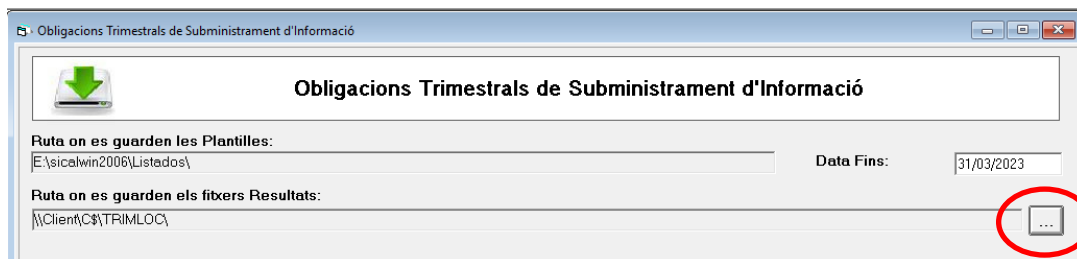 Obligacions Trimestrals de Subministrament d'Informació
Obligacions Trimestrals de Subministrament d'Informació
Ruta on es guarden les Plantilles:
E:\sicalwin2006\Listados\
Data Fins:
31/03/2023
Ruta on es guarden els fitxers Resultats:
\\Client\C$\TRIMLOC\
...